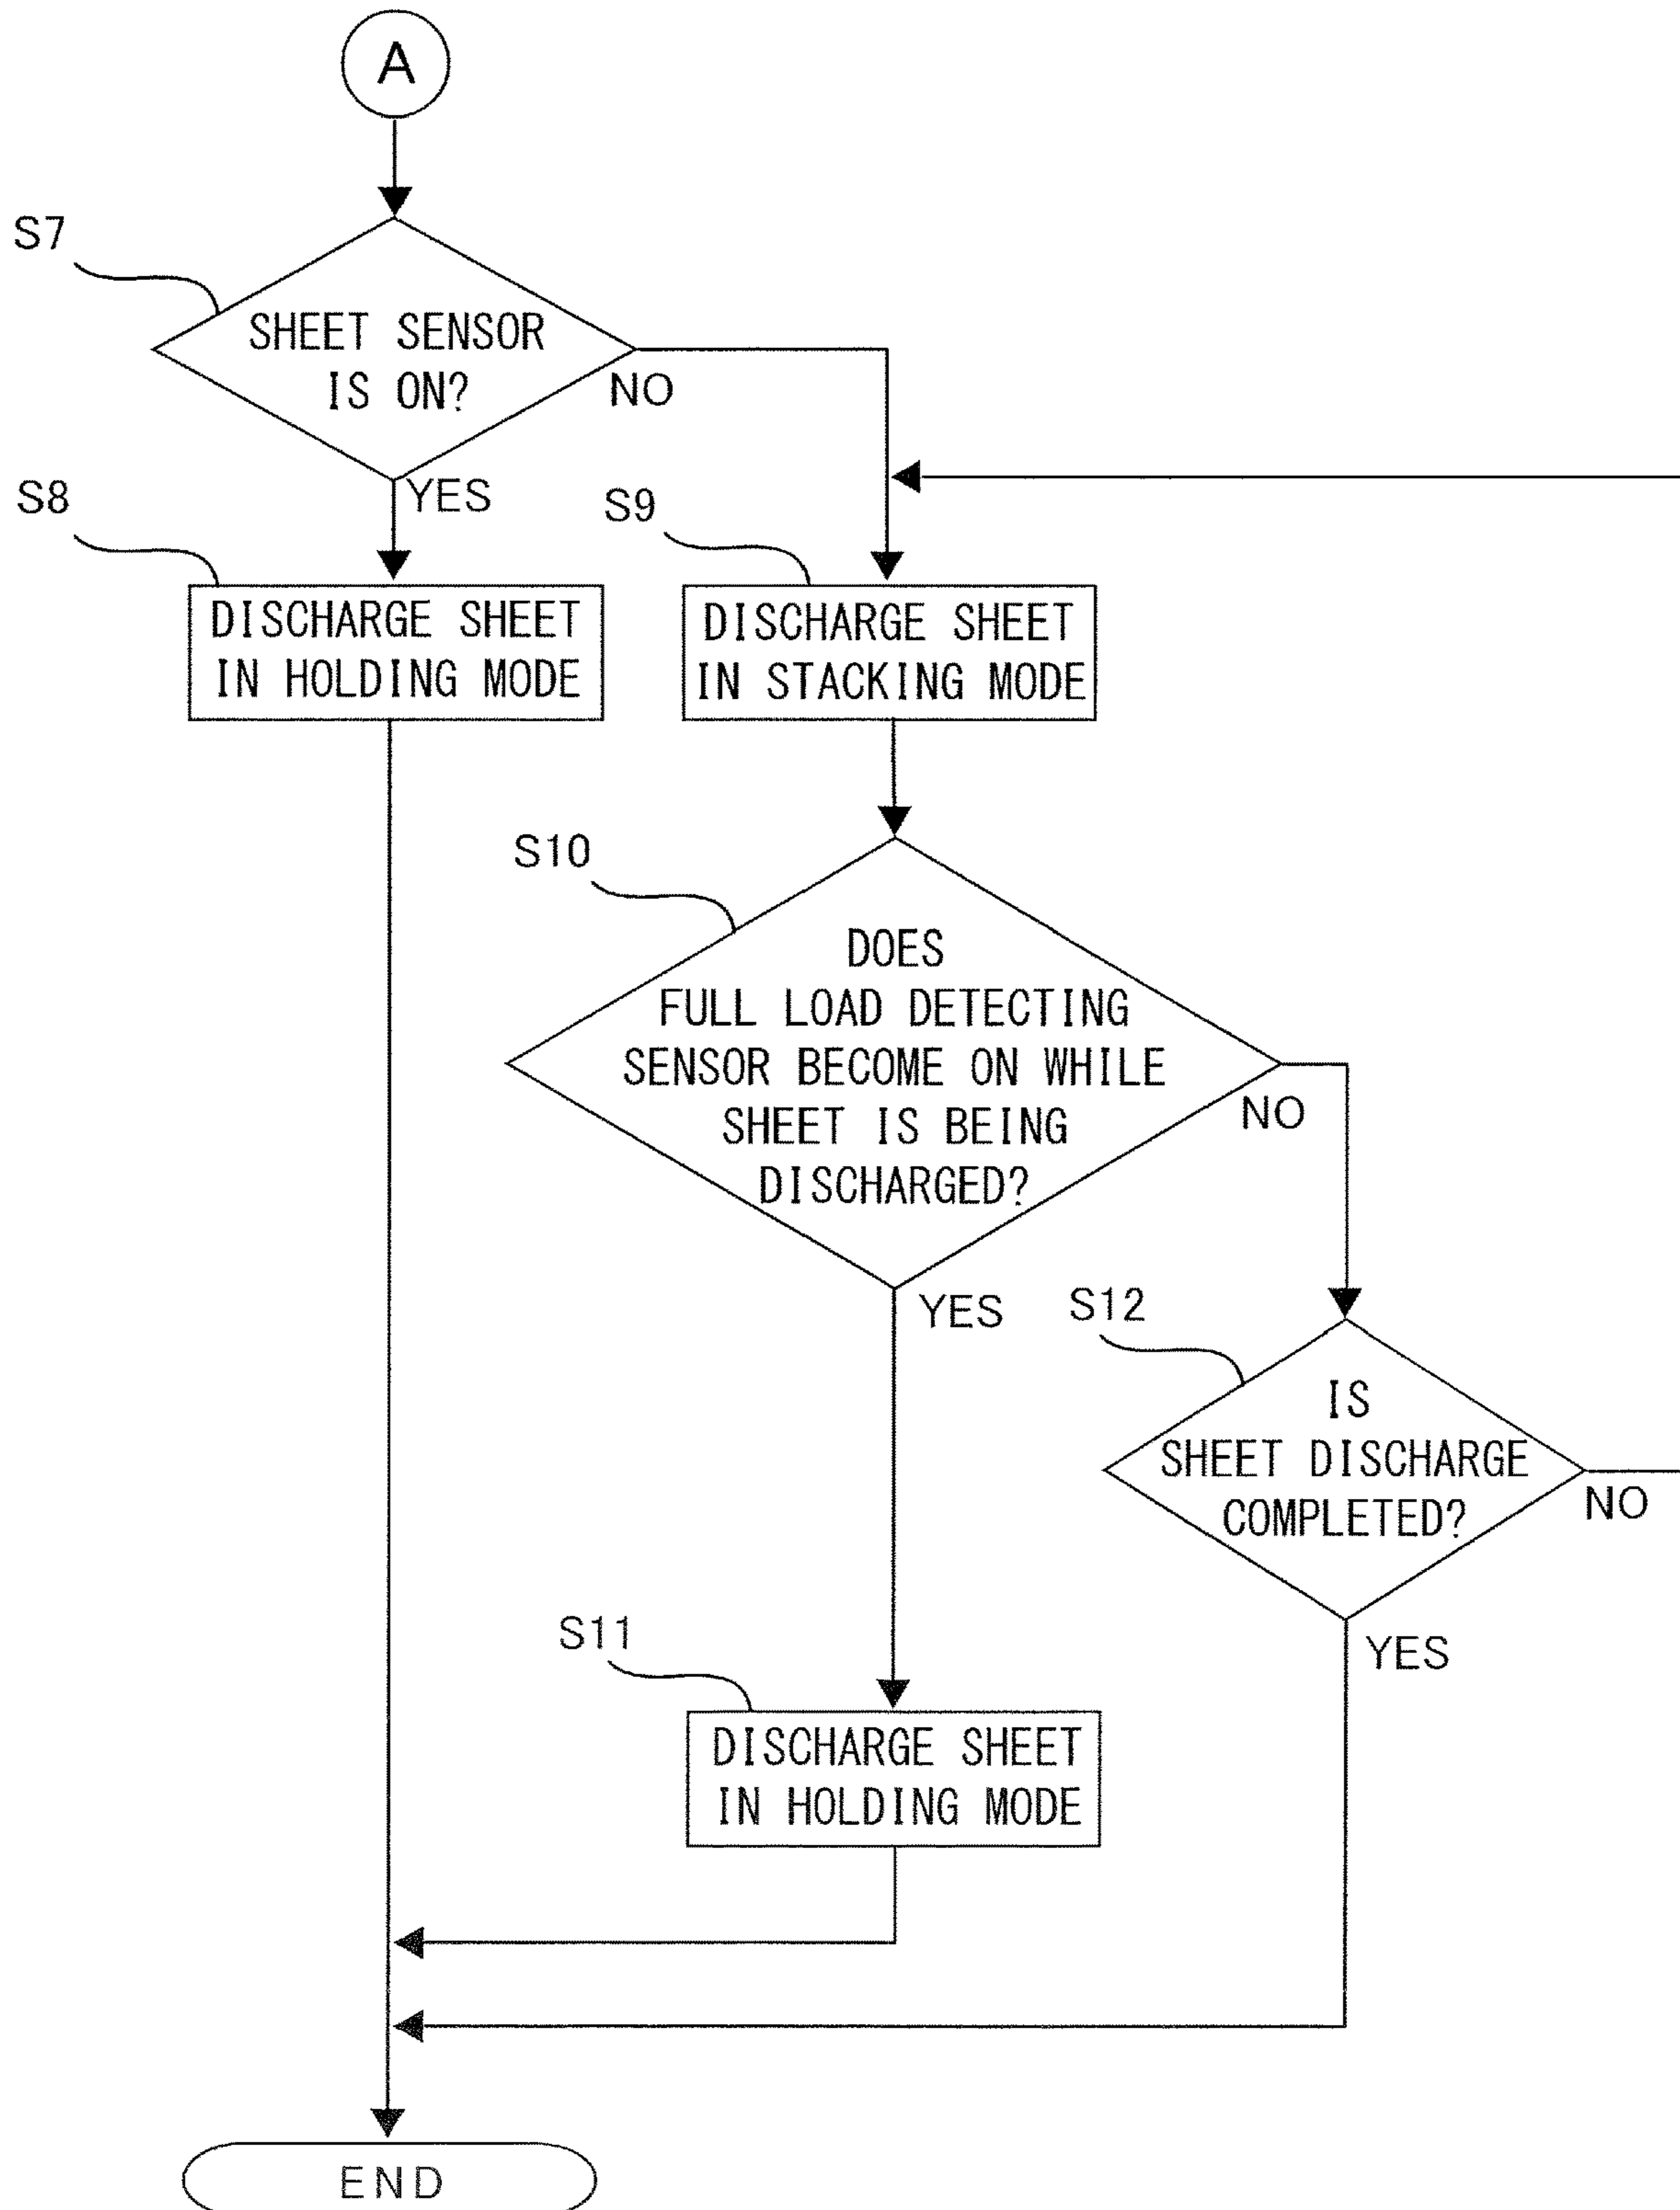 A
S7
SHEET SENSOR
IS ON?
NO
YES
S8
DISCHARGE SHEET
IN HOLDING MODE
S9
DISCHARGE SHEET
IN STACKING MODE
S10
DOES
FULL LOAD DETECTING
SENSOR BECOME ON WHILE
SHEET IS BEING
DISCHARGED?
NO
YES
S12
IS
SHEET DISCHARGE
COMPLETED?
NO
YES
S11
DISCHARGE SHEET
IN HOLDING MODE
END